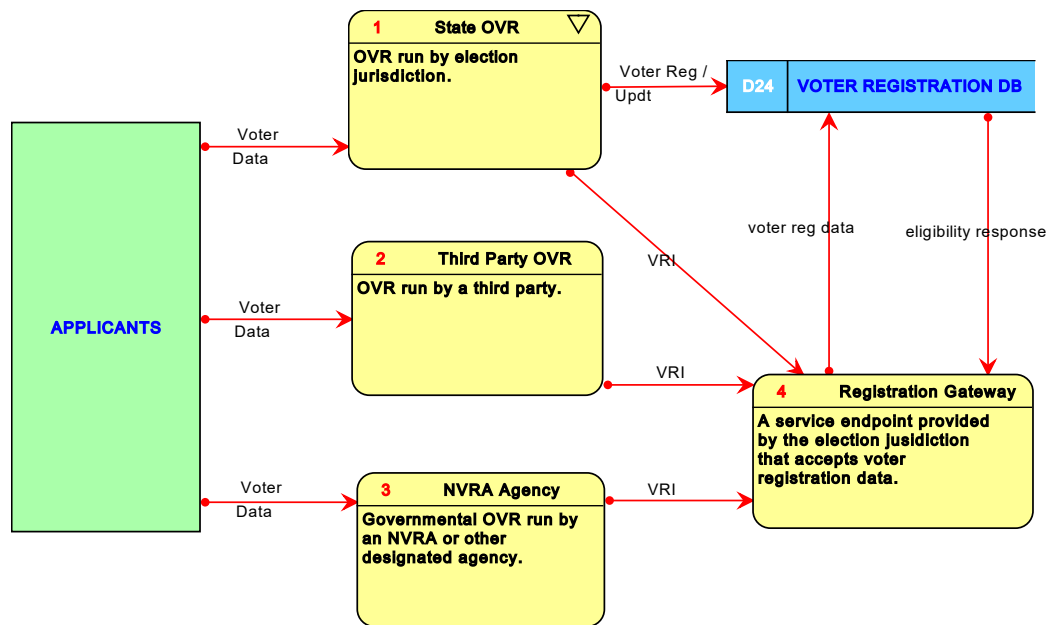 1 State OVR
OVR run by election
jurisdiction.
Voter Reg /
Updt
D24 VOTER REGISTRATION DB
Voter
Data
voter reg data
eligibility response
VRI
2 Third Party OVR
OVR run by a third party.
APPLICANTS
Voter
Data
VRI
4 Registration Gateway
A service endpoint provided
by the election jusidiction
that accepts voter
registration data.
3 NVRA Agency
Governmental OVR run by
an NVRA or other
designated agency.
Voter
Data
VRI